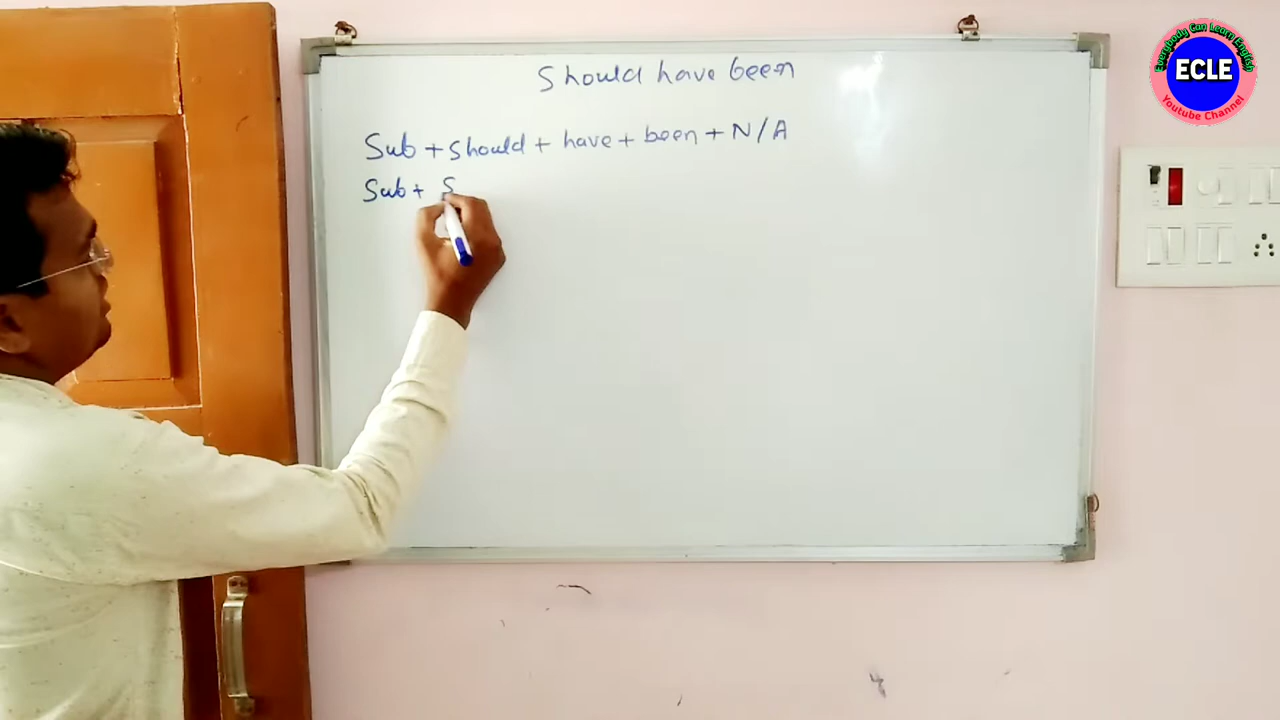 Should have been
Sub + Should + have + been + N/A
Sub + S
Everybody Can Learn English
ECLE
Youtube Channel